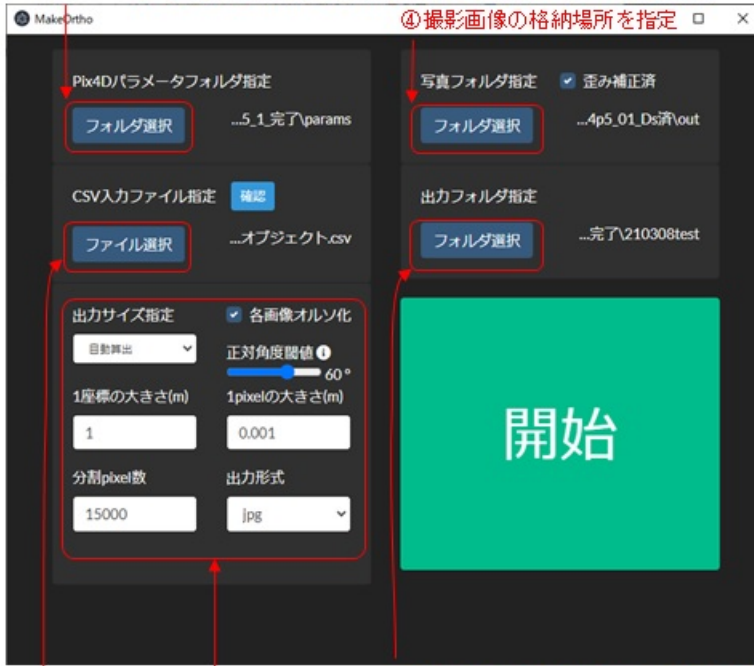 MakeOrtho
④撮影画像の格納場所を指定
Pix4Dパラメータフォルダ指定
フォルダ選択
...5_1_完了\params
写真フォルダ指定
歪み補正済
フォルダ選択
...4p5_01_Ds済\out
CSV入力ファイル指定
確認
ファイル選択
...オブジェクト.csv
出力フォルダ指定
フォルダ選択
...完了\210308test
出力サイズ指定
各画像オルソ化
自動算出
正対角度閾値
60°
1座標の大きさ(m)
1pixelの大きさ(m)
1
0.001
分割pixel数
出力形式
15000
jpg
開始